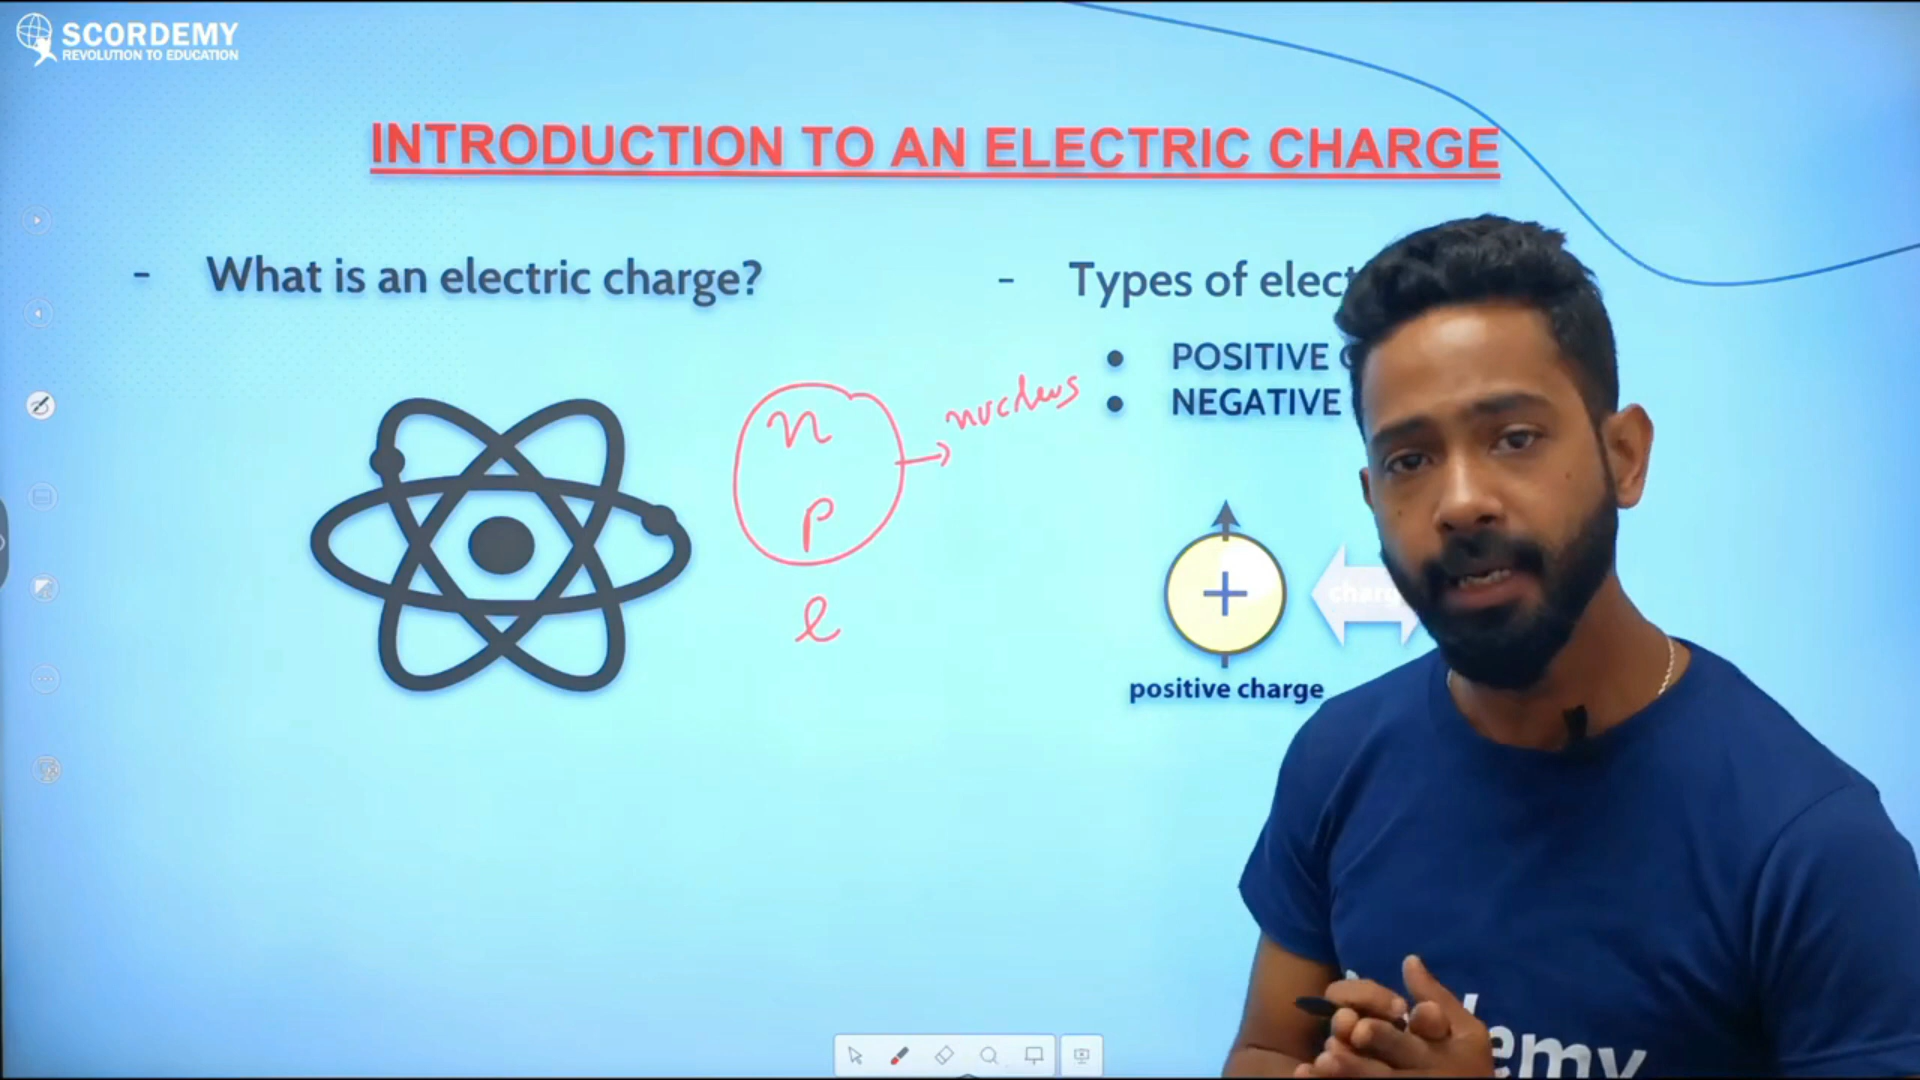 SCORDEMY
REVOLUTION TO EDUCATION
INTRODUCTION TO AN ELECTRIC CHARGE
- What is an electric charge?
n
p
nucleus
e
- Types of
• POSITIVE
• NEGATIVE
+
positive charge